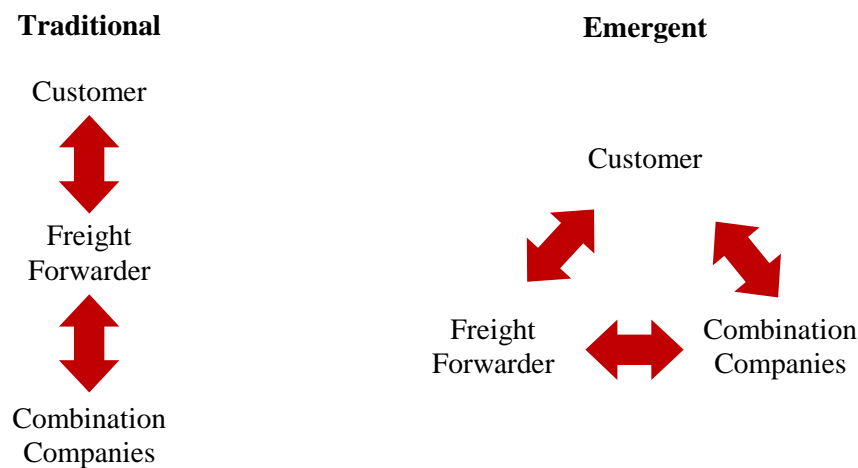 Traditional
Customer
Freight
Forwarder
Combination
Companies
Emergent
Customer
Freight
Forwarder
Combination
Companies